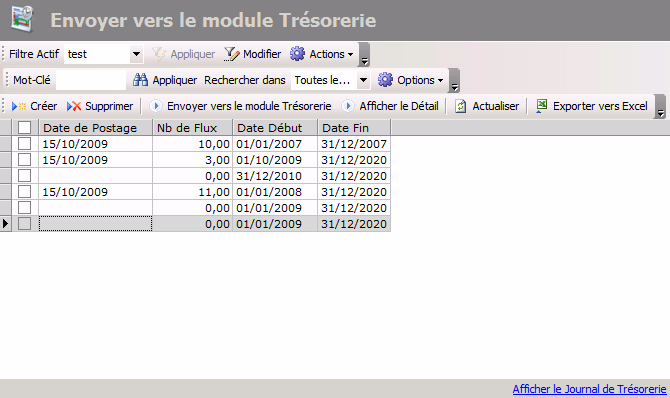 Envoyer vers le module Trésorerie
Filtre Actif test Appliquer Modifier Actions
Mot-Clé Appliquer Rechercher dans Toutes le... Options
Créer Supprimer Envoyer vers le module Trésorerie Afficher le Détail Actualiser Exporter vers Excel
Date de Postage Nb de Flux Date Début Date Fin
15/10/2009 10,00 01/01/2007 31/12/2007
15/10/2009 3,00 01/10/2009 31/12/2020
0,00 31/12/2010 31/12/2020
15/10/2009 11,00 01/01/2008 31/12/2020
0,00 01/01/2009 31/12/2020
0,00 01/01/2009 31/12/2020
Afficher le Journal de Trésorerie